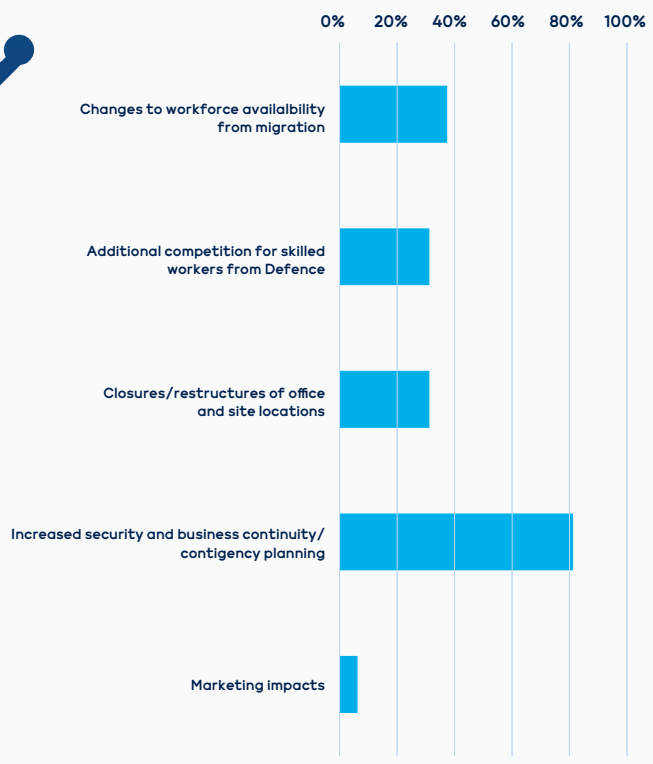 0% 20% 40% 60% 80% 100%
Changes to workforce availalbility
from migration
Additional competition for skilled
workers from Defence
Closures/restructures of office
and site locations
Increased security and business continuity/
contigency planning
Marketing impacts